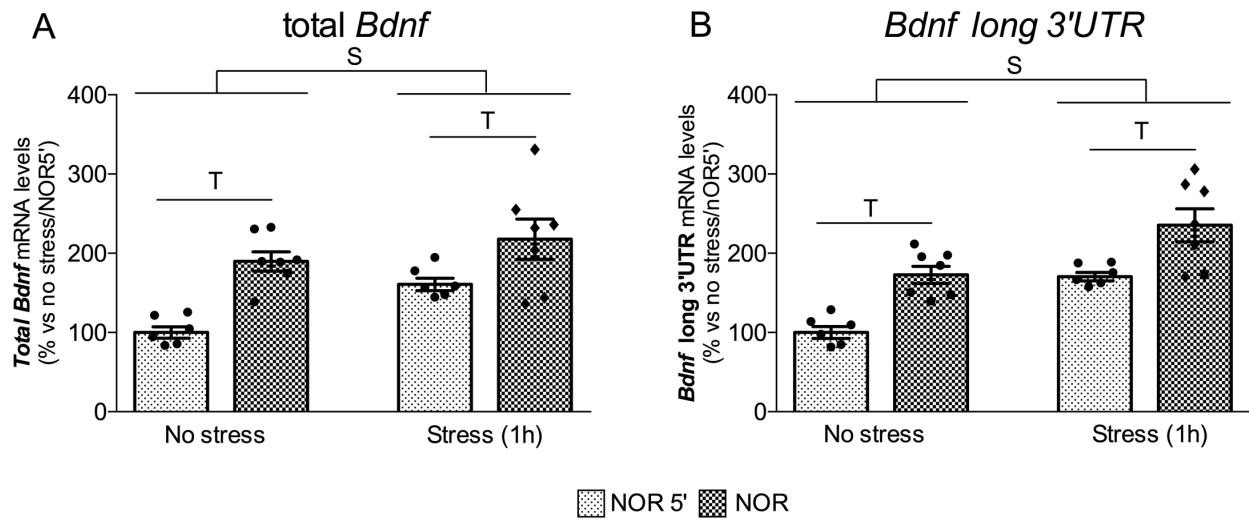 A
total Bdnf
S
T
T
400
300
200
100
0
Total Bdnf mRNA levels
(% vs no stress/NOR5')
No stress
Stress (1h)
B
Bdnf long 3'UTR
S
T
T
400
300
200
100
0
Bdnf long 3'UTR mRNA levels
(% vs no stress/nOR5')
No stress
Stress (1h)
NOR 5'
NOR